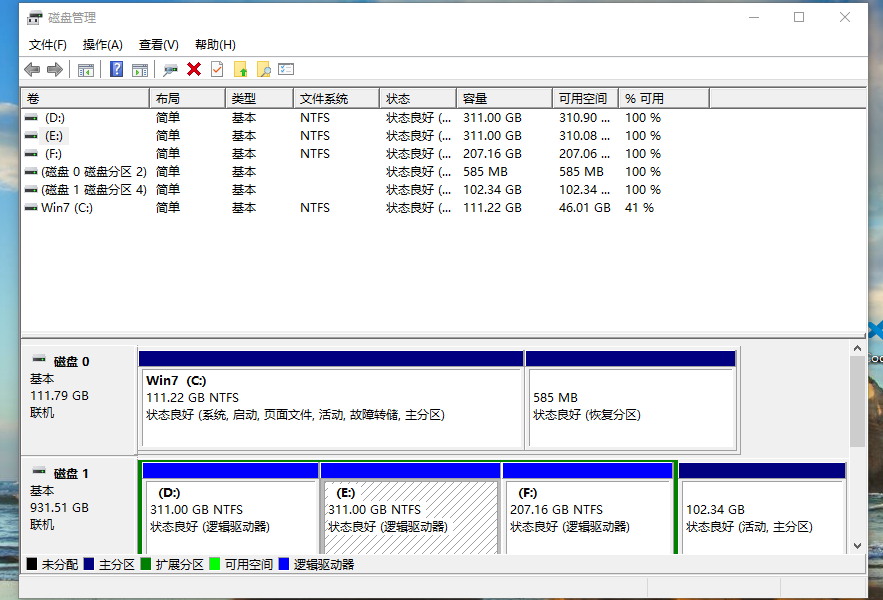 磁盘管理
文件(F) 操作(A) 查看(V) 帮助(H)
卷 布局 类型 文件系统 状态 容量 可用空间 % 可用
(D:) 简单 基本 NTFS 状态良好 (... 311.00 GB 310.90 ... 100 %
(E:) 简单 基本 NTFS 状态良好 (... 311.00 GB 310.08 ... 100 %
(F:) 简单 基本 NTFS 状态良好 (... 207.16 GB 207.06 ... 100 %
(磁盘 0 磁盘分区 2) 简单 基本 状态良好 (... 585 MB 585 MB 100 %
(磁盘 1 磁盘分区 4) 简单 基本 状态良好 (... 102.34 GB 102.34 ... 100 %
Win7 (C:) 简单 基本 NTFS 状态良好 (... 111.22 GB 46.01 GB 41 %
磁盘 0
基本
111.79 GB
联机
Win7 (C:)
111.22 GB NTFS
状态良好 (系统, 启动, 页面文件, 活动, 故障转储, 主分区)
585 MB
状态良好 (恢复分区)
磁盘 1
基本
931.51 GB
联机
(D:)
311.00 GB NTFS
状态良好 (逻辑驱动器)
(E:)
311.00 GB NTFS
状态良好 (逻辑驱动器)
(F:)
207.16 GB NTFS
状态良好 (逻辑驱动器)
102.34 GB
状态良好 (活动, 主分区)
未分配 主分区 扩展分区 可用空间 逻辑驱动器